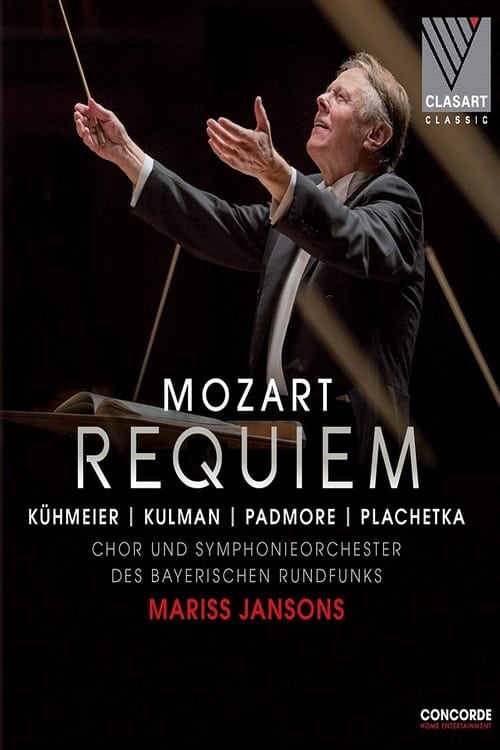 CLASART
CLASSIC
MOZART
REQUIEM
KÜHMEIER | KULMAN | PADMORE | PLACHETKA
CHOR UND SYMPHONIEORCHESTER
DES BAYERISCHEN RUNDFUNKS
MARISS JANSONS
CONCORDE
HOME ENTERTAINMENT